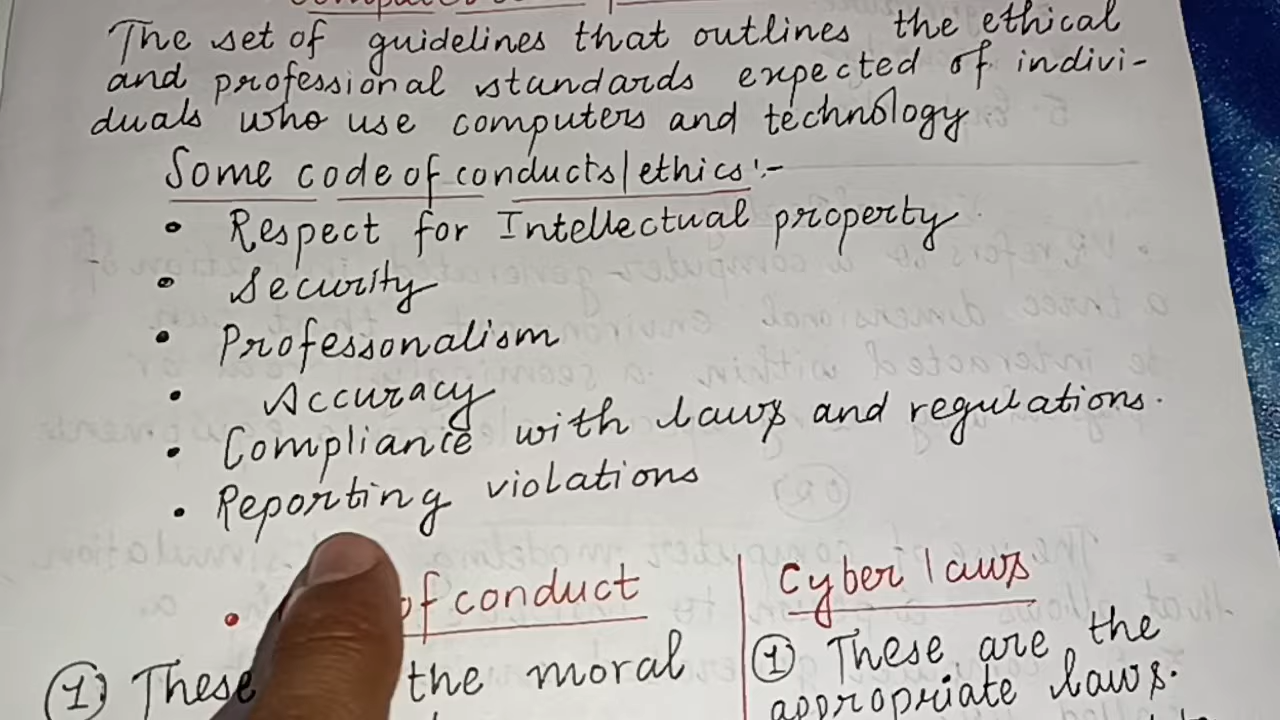 The set of guidelines that outlines the ethical
and professional standards expected of indivi-
duals who use computers and technology
Some code of conducts/ethics:-
• Respect for Intellectual property
• Security
• Professonalism
• Accuracy
• Compliance with laws and regulations.
• Reporting violations
• of conduct
① These the moral
Cyber laws
① These are the
appropriate laws.